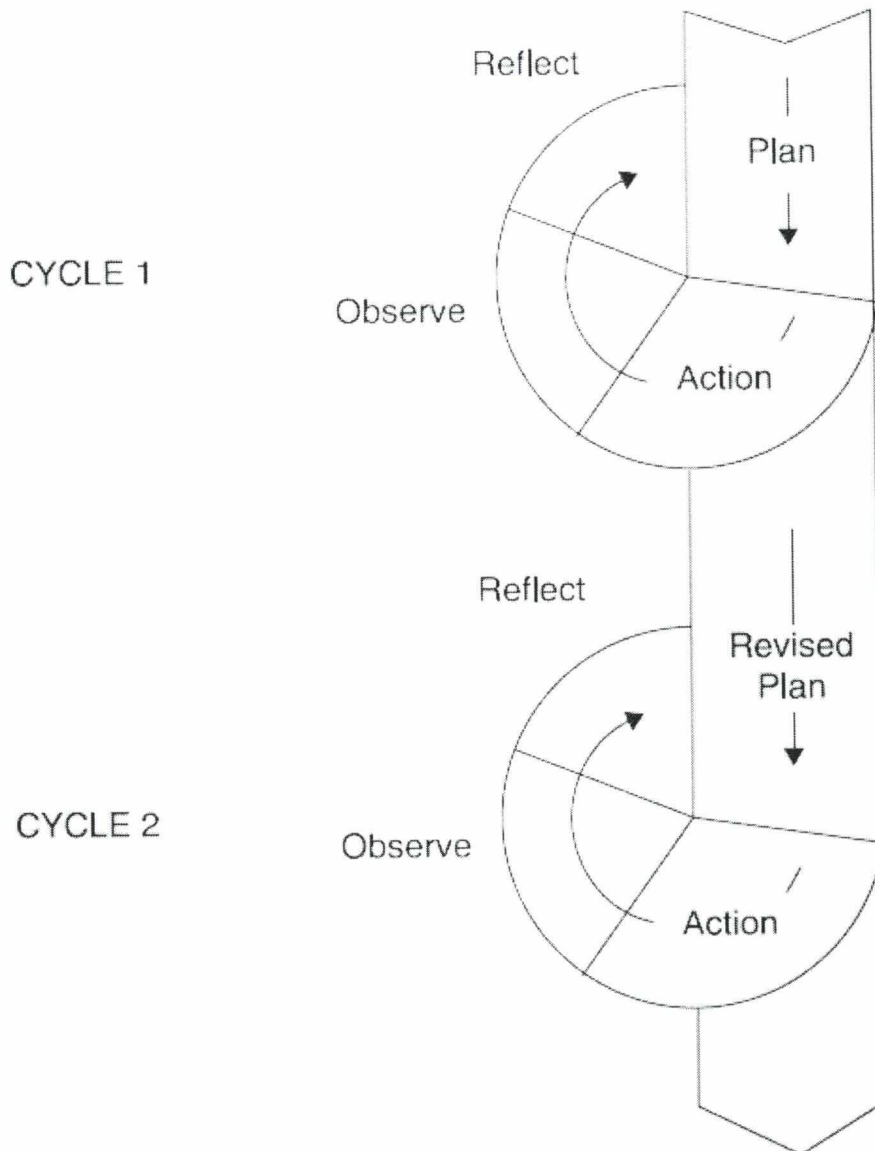 Reflect
Plan
CYCLE 1
Observe
Action
Reflect
Revised
Plan
CYCLE 2
Observe
Action